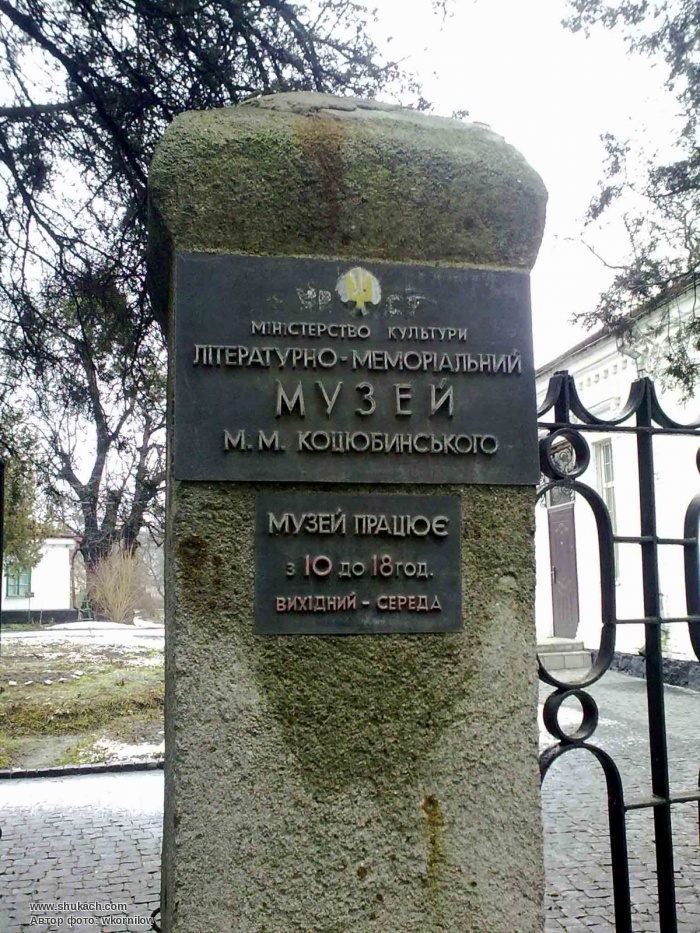 МІНІСТЕРСТВО КУЛЬТУРИ
ЛІТЕРАТУРНО-МЕМОРІАЛЬНИЙ
МУЗЕЙ
М. М. КОЦЮБИНСЬКОГО
МУЗЕЙ ПРАЦЮЄ
З 10 ДО 18 ГОД.
ВИХІДНИЙ - СЕРЕДА
www.shukach.com
Автор фото: wkornilow